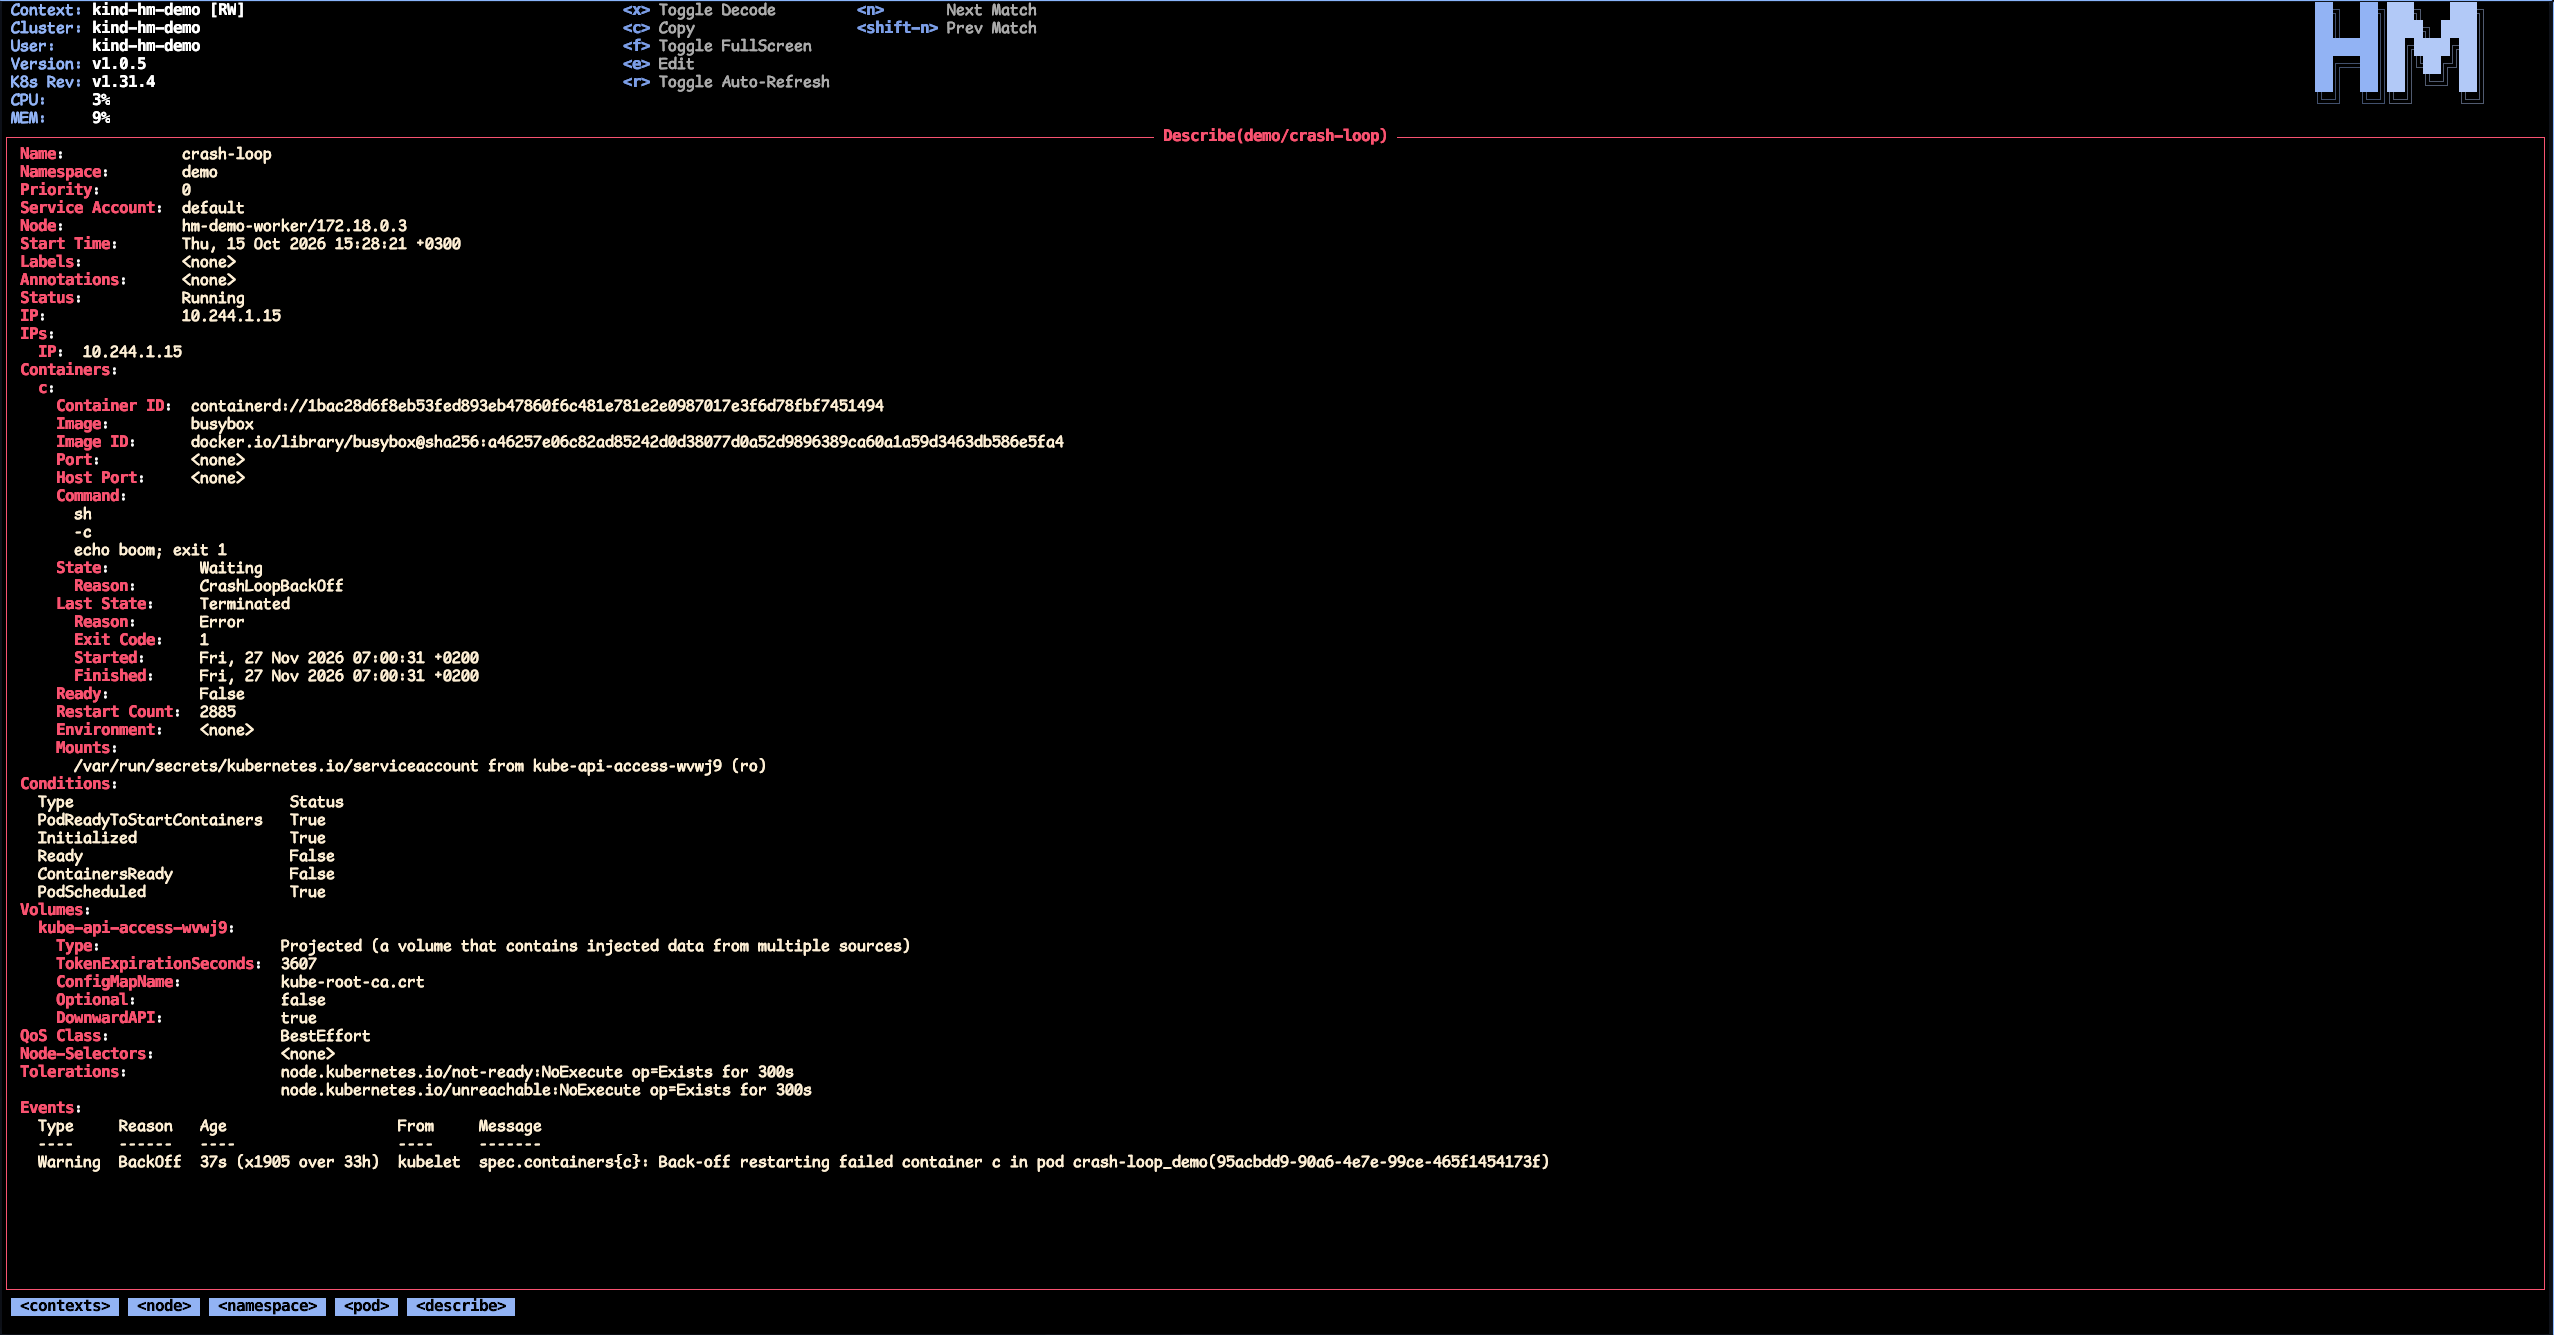 Context: kind-hm-demo [RW] <x> Toggle Decode <n> Next Match
Cluster: kind-hm-demo <c> Copy <shift-n> Prev Match
User: kind-hm-demo <f> Toggle FullScreen
Version: v1.0.5 <e> Edit
K8s Rev: v1.31.4 <r> Toggle Auto-Refresh
CPU: 3%
MEM: 9%
HM
Describe(demo/crash-loop)
Name: crash-loop
Namespace: demo
Priority: 0
Service Account: default
Node: hm-demo-worker/172.18.0.3
Start Time: Thu, 15 Oct 2026 15:28:21 +0300
Labels: <none>
Annotations: <none>
Status: Running
IP: 10.244.1.15
IPs:
IP: 10.244.1.15
Containers:
c:
Container ID: containerd://1bac28d6f8eb53fed893eb47860f6c481e781e2e0987017e3f6d78fbf7451494
Image: busybox
Image ID: docker.io/library/busybox@sha256:a46257e06c82ad85242d0d38077d0a52d9896389ca60a1a59d3463db586e5fa4
Port: <none>
Host Port: <none>
Command:
sh
-c
echo boom; exit 1
State: Waiting
Reason: CrashLoopBackOff
Last State: Terminated
Reason: Error
Exit Code: 1
Started: Fri, 27 Nov 2026 07:00:31 +0200
Finished: Fri, 27 Nov 2026 07:00:31 +0200
Ready: False
Restart Count: 2885
Environment: <none>
Mounts:
/var/run/secrets/kubernetes.io/serviceaccount from kube-api-access-wvwj9 (ro)
Conditions:
Type Status
PodReadyToStartContainers True
Initialized True
Ready False
ContainersReady False
PodScheduled True
Volumes:
kube-api-access-wvwj9:
Type: Projected (a volume that contains injected data from multiple sources)
TokenExpirationSeconds: 3607
ConfigMapName: kube-root-ca.crt
Optional: false
DownwardAPI: true
QoS Class: BestEffort
Node-Selectors: <none>
Tolerations: node.kubernetes.io/not-ready:NoExecute op=Exists for 300s
node.kubernetes.io/unreachable:NoExecute op=Exists for 300s
Events:
Type Reason Age From Message
---- ------ ---- ---- -------
Warning BackOff 37s (x1905 over 33h) kubelet spec.containers{c}: Back-off restarting failed container c in pod crash-loop_demo(95acbdd9-90a6-4e7e-99ce-465f1454173f)
<contexts> <node> <namespace> <pod> <describe>